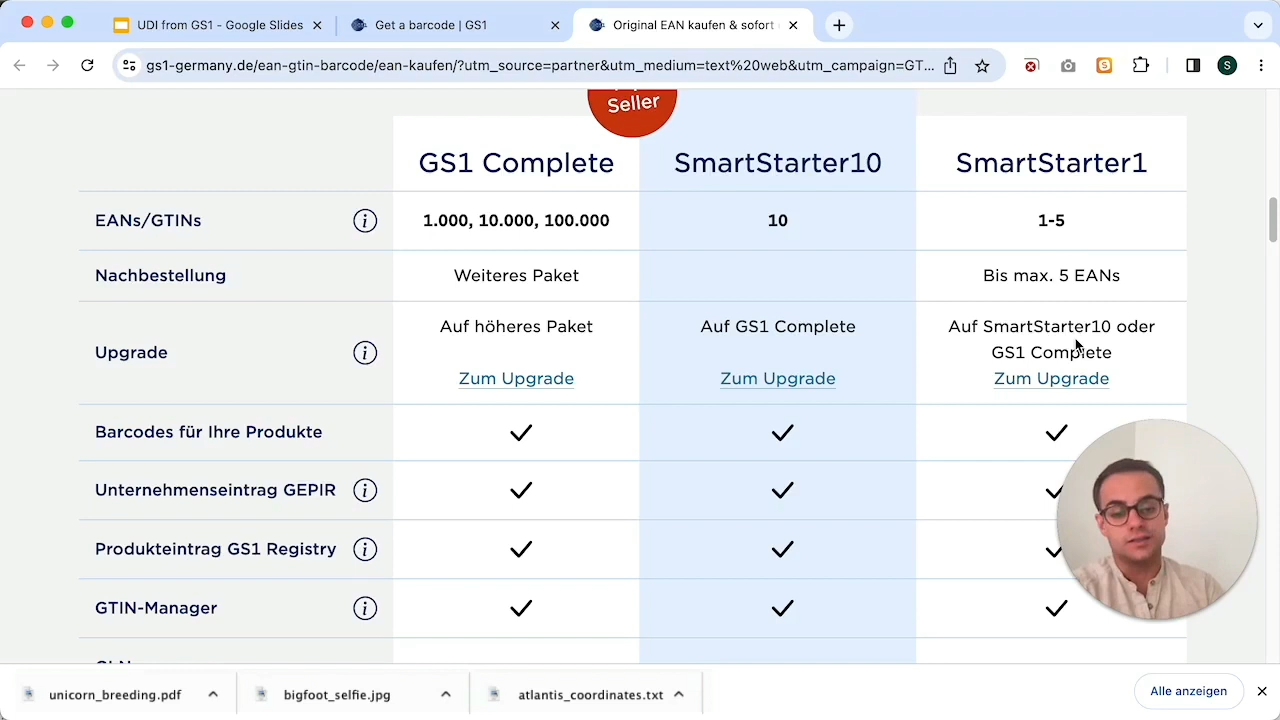 UDI from GS1 - Google Slides
Get a barcode | GS1
Original EAN kaufen & sofort
gs1-germany.de/ean-gtin-barcode/ean-kaufen/?utm_source=partner&utm_medium=text%20web&utm_campaign=GT...
S
S
Seller
GS1 Complete
SmartStarter10
SmartStarter1
EANs/GTINs
i
1.000, 10.000, 100.000
10
1-5
Nachbestellung
Weiteres Paket
Bis max. 5 EANs
Upgrade
i
Auf höheres Paket
Zum Upgrade
Auf GS1 Complete
Zum Upgrade
Auf SmartStarter10 oder
GS1 Complete
Zum Upgrade
Barcodes für Ihre Produkte
Unternehmenseintrag GEPIR
i
Produkteintrag GS1 Registry
i
GTIN-Manager
i
unicorn_breeding.pdf
bigfoot_selfie.jpg
atlantis_coordinates.txt
Alle anzeigen